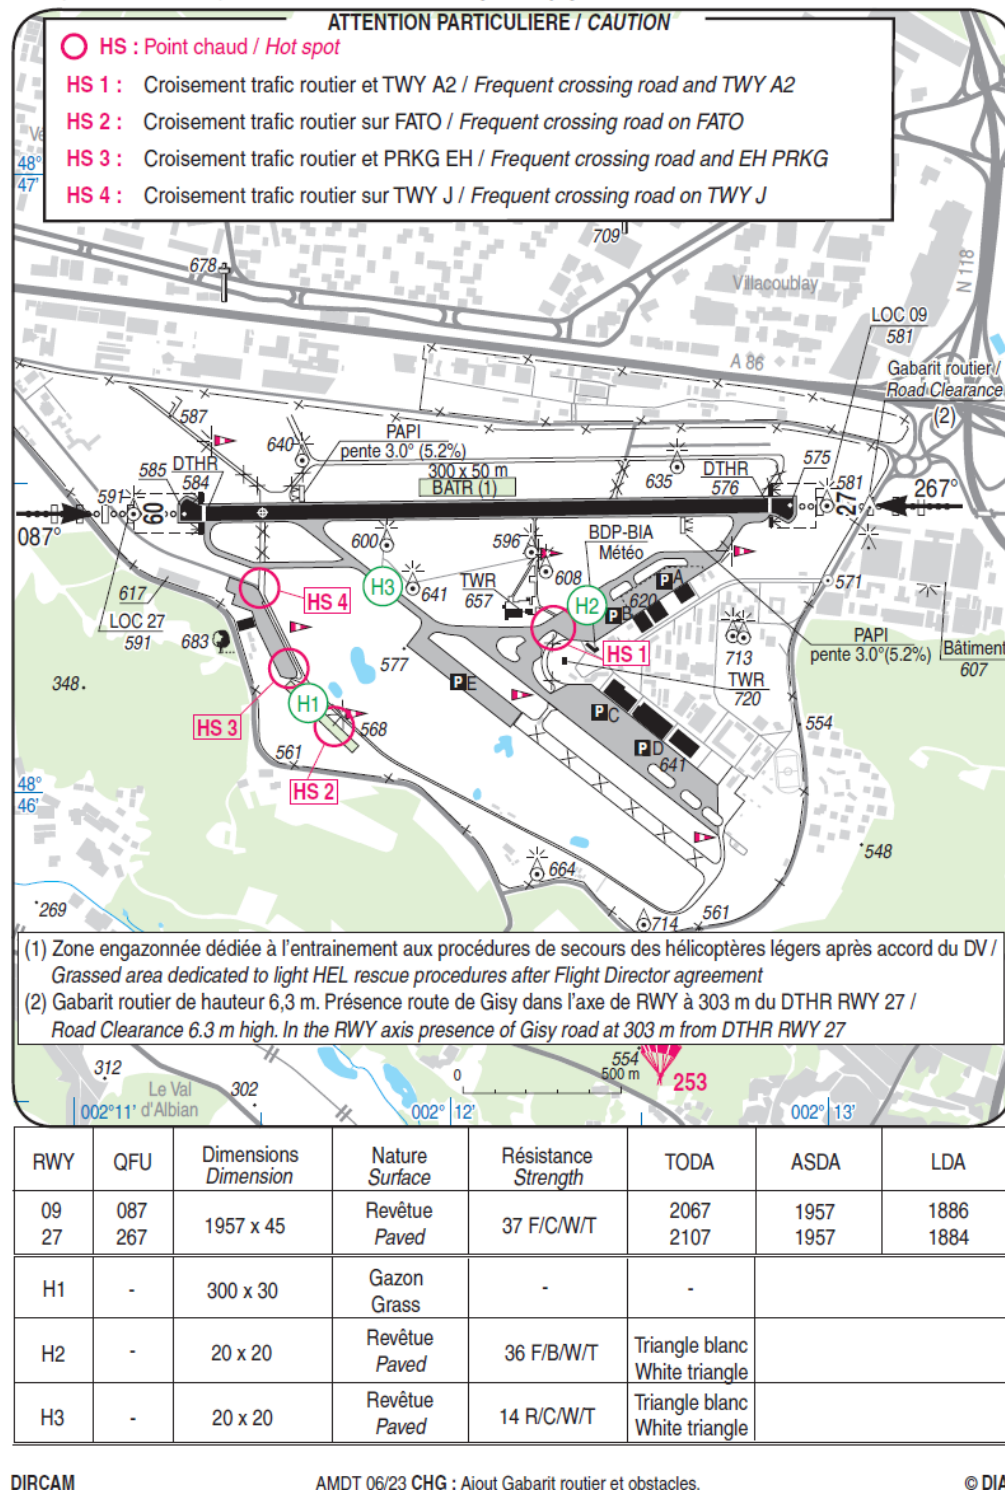 ATTENTION PARTICULIERE / CAUTION
HS : Point chaud / Hot spot
HS 1 : Croisement trafic routier et TWY A2 / Frequent crossing road and TWY A2
HS 2 : Croisement trafic routier sur FATO / Frequent crossing road on FATO
HS 3 : Croisement trafic routier et PRKG EH / Frequent crossing road and EH PRKG
HS 4 : Croisement trafic routier sur TWY J / Frequent crossing road on TWY J
48°
47'
709
678
Villacoublay
N 118
LOC 09
581
A 86
Gabarit routier /
Road Clearance
(2)
587
640
PAPI
pente 3.0° (5.2%)
300 x 50 m
BATR (1)
635
DTHR
576
575
581
585
DTHR
584
591
09
27
267°
087°
600
596
BDP-BIA
Météo
H3
641
TWR
657
608
H2
620
P A
P B
571
617
LOC 27
591
HS 4
HS 1
683
577
713
TWR
720
PAPI
pente 3.0°(5.2%)
Bâtiment
607
348
P E
H1
HS 3
568
P C
554
561
P D
641
HS 2
48°
46'
548
664
269
714
561
(1) Zone engazonnée dédiée à l'entrainement aux procédures de secours des hélicoptères légers après accord du DV /
Grassed area dedicated to light HEL rescue procedures after Flight Director agreement
(2) Gabarit routier de hauteur 6,3 m. Présence route de Gisy dans l'axe de RWY à 303 m du DTHR RWY 27 /
Road Clearance 6.3 m high. In the RWY axis presence of Gisy road at 303 m from DTHR RWY 27
312
Le Val
d'Albian
302
0
500 m
554
253
002°11'
002° 12'
002° 13'
RWY QFU Dimensions Nature Résistance TODA ASDA LDA
Dimension Surface Strength
09 087 1957 x 45 Revêtue 37 F/C/W/T 2067 1957 1886
27 267 Paved 2107 1957 1884
H1 - 300 x 30 Gazon - -
Grass
H2 - 20 x 20 Revêtue 36 F/B/W/T Triangle blanc
Paved White triangle
H3 - 20 x 20 Revêtue 14 R/C/W/T Triangle blanc
Paved White triangle
DIRCAM AMDT 06/23 CHG : Ajout Gabarit routier et obstacles. © DIA